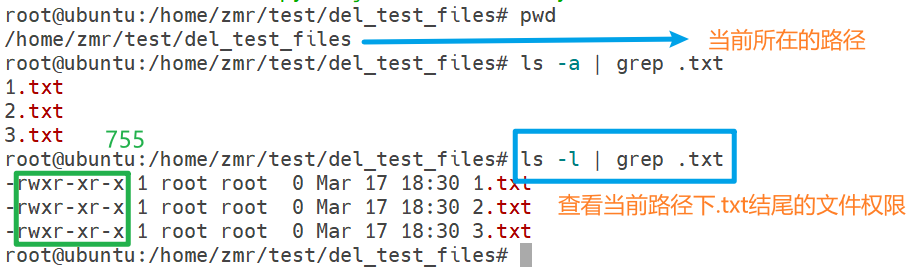 root@ubuntu:/home/zmr/test/del_test_files# pwd
/home/zmr/test/del_test_files
当前所在的路径
root@ubuntu:/home/zmr/test/del_test_files# ls -a | grep .txt
1.txt
2.txt
3.txt
755
root@ubuntu:/home/zmr/test/del_test_files# ls -l | grep .txt
-rwxr-xr-x 1 root root  0 Mar 17 18:30 1.txt
-rwxr-xr-x 1 root root  0 Mar 17 18:30 2.txt
查看当前路径下.txt结尾的文件权限
-rwxr-xr-x 1 root root  0 Mar 17 18:30 3.txt
root@ubuntu:/home/zmr/test/del_test_files#